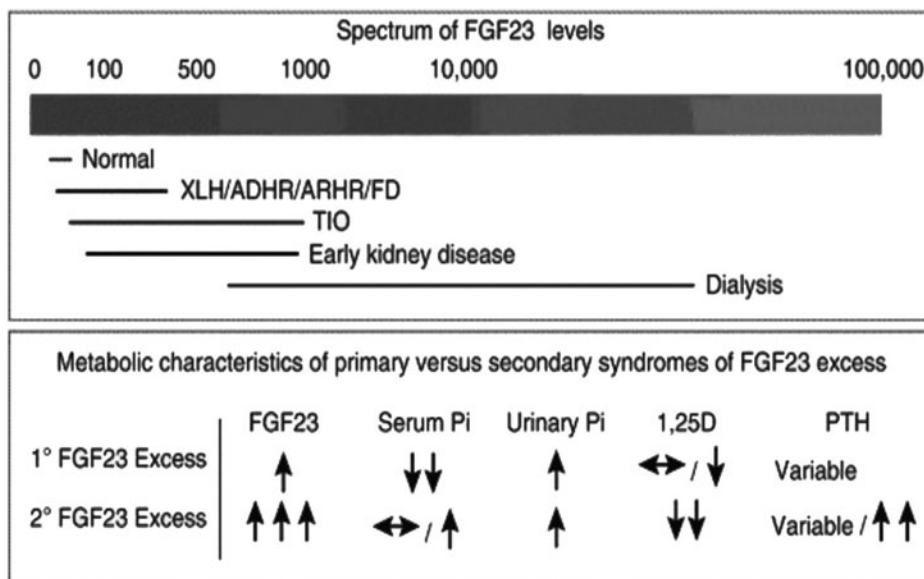 Spectrum of FGF23 levels
0 100 500 1000 10,000 100,000
Normal
XLH/ADHR/ARHR/FD
TIO
Early kidney disease
Dialysis
Metabolic characteristics of primary versus secondary syndromes of FGF23 excess
FGF23 Serum Pi Urinary Pi 1,25D PTH
1° FGF23 Excess ↑ ↓↓ ↑ ↔/↓ Variable
2° FGF23 Excess ↑↑↑ ↔/↑ ↑ ↓↓ Variable/↑↑